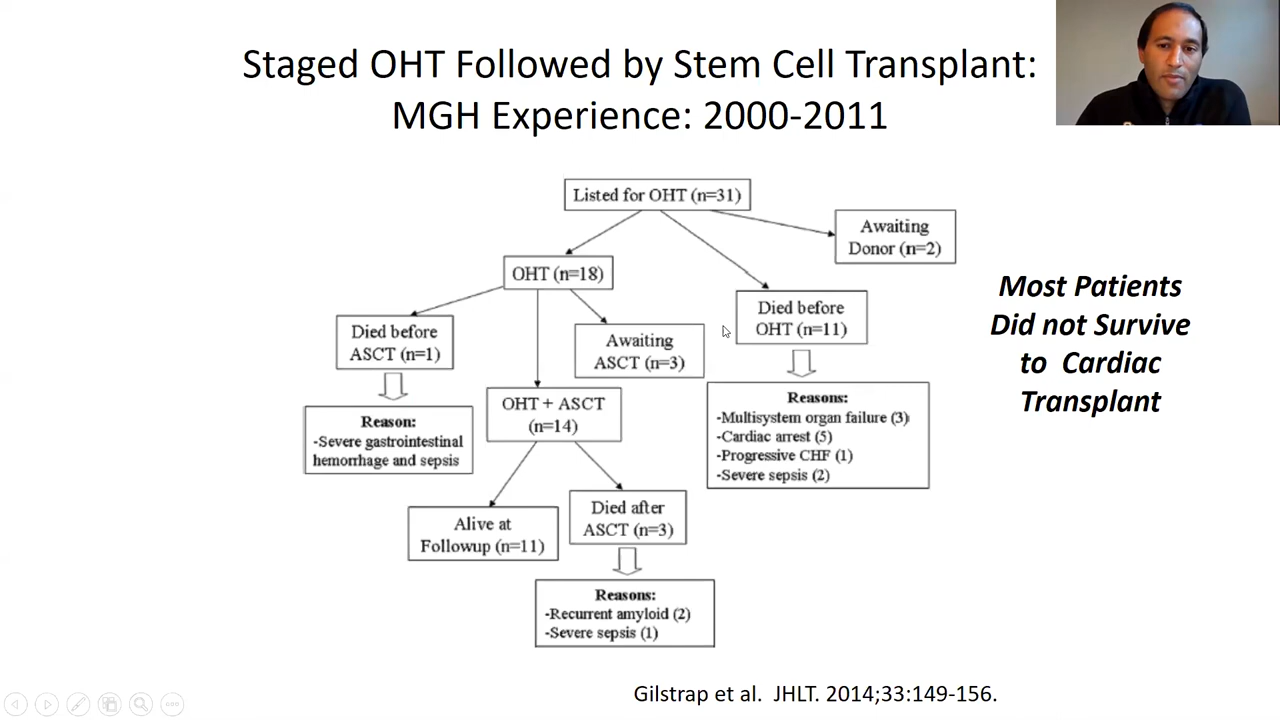 Staged OHT Followed by Stem Cell Transplant:
MGH Experience: 2000-2011
Listed for OHT (n=31)
Awaiting
Donor (n=2)
OHT (n=18)
Died before
OHT (n=11)
Died before
ASCT (n=1)
Awaiting
ASCT (n=3)
Reasons:
-Multisystem organ failure (3)
-Cardiac arrest (5)
-Progressive CHF (1)
-Severe sepsis (2)
OHT + ASCT
(n=14)
Reason:
-Severe gastrointestinal
hemorrhage and sepsis
Alive at
Followup (n=11)
Died after
ASCT (n=3)
Reasons:
-Recurrent amyloid (2)
-Severe sepsis (1)
Most Patients
Did not Survive
to Cardiac
Transplant
Gilstrap et al. JHLT. 2014;33:149-156.